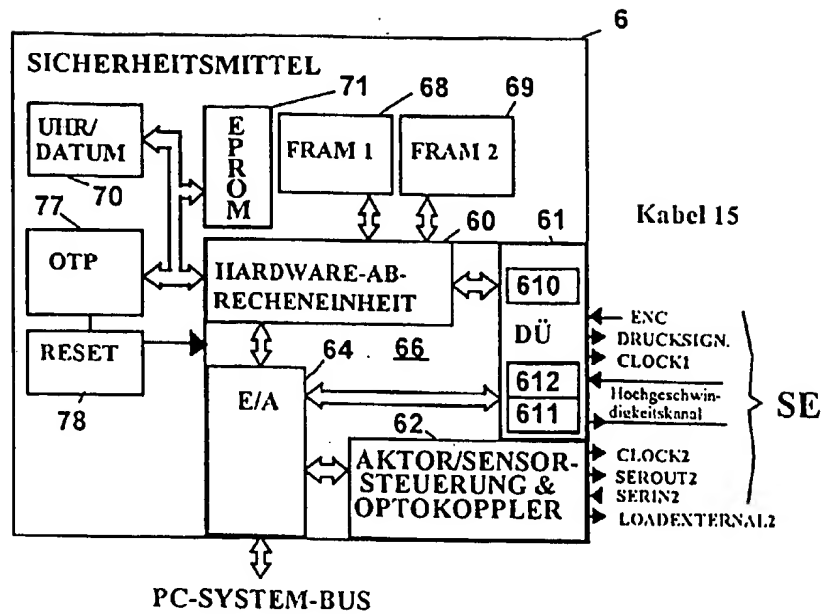 6
SICHERHEITSMITTEL
71
68
69
UHR/
DATUM
EPROM
FRAM 1
FRAM 2
70
77
60
61
Kabel 15
OTP
HARDWARE-AB-
RECHENEINHEIT
610
DÜ
ENC
DRUCKSIGN.
CLOCK1
RESET
64
66
612
Hochgeschwin-
digkeitskanal
SE
78
E/A
611
62
AKTOR/SENSOR-
STEUERUNG &
OPTOKOPPLER
CLOCK2
SEROUT2
SERIN2
LOADEXTERNAL2
PC-SYSTEM-BUS